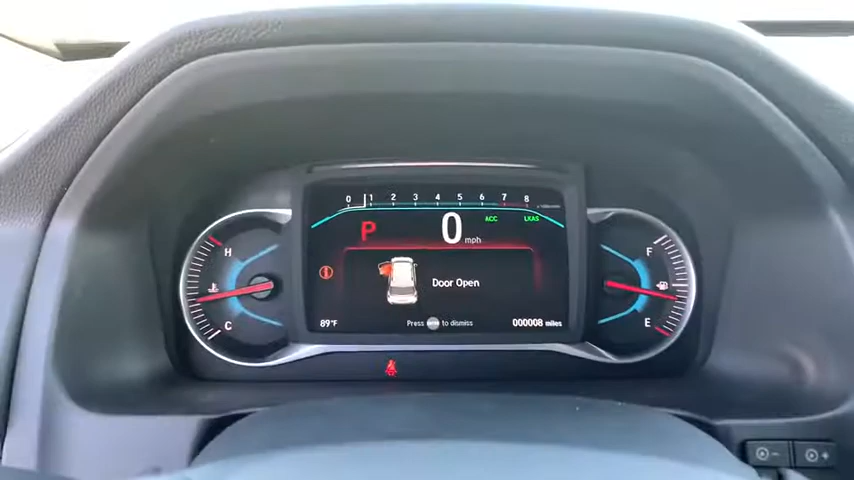 0 1 2 3 4 5 6 7 8
P 0 mph ACC LKAS
H
C
F
E
Door Open
89°F Press to dismiss 000008 miles
- +